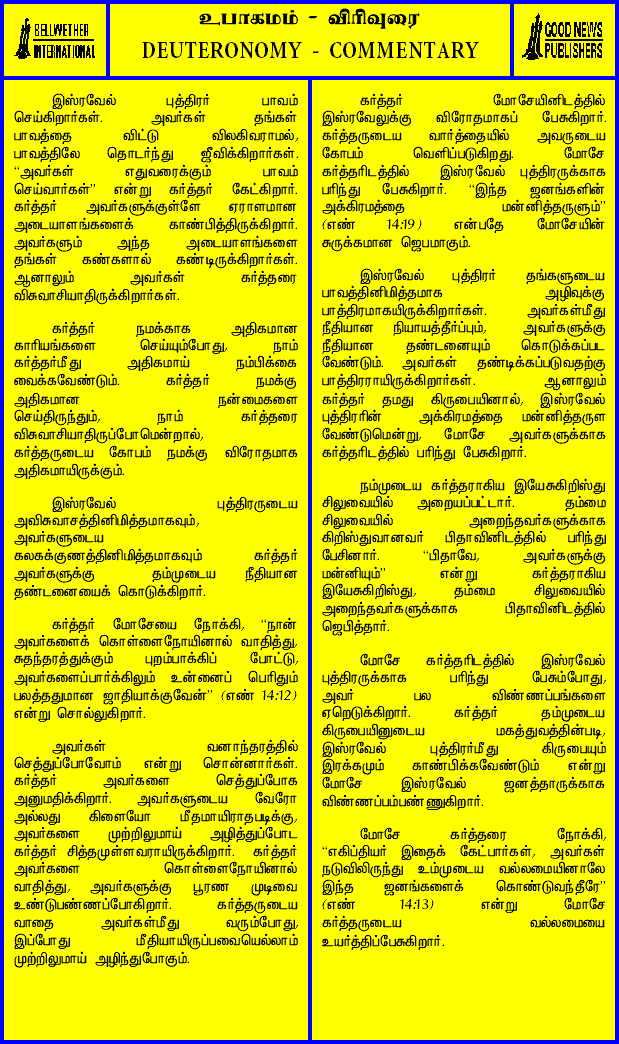 BELLWETHER
INTERNATIONAL
உபாகமம் - விரிவுரை
DEUTERONOMY - COMMENTARY
GOOD NEWS
PUBLISHERS
இஸ்ரவேல் புத்திரர் பாவம்
செய்கிறார்கள். அவர்கள் தங்கள்
பாவத்தை விட்டு விலகிவராமல்,
பாவத்திலே தொடர்ந்து ஜீவிக்கிறார்கள்.
“அவர்கள் எதுவரைக்கும் பாவம்
செய்வார்கள்” என்று கர்த்தர் கேட்கிறார்.
கர்த்தர் அவர்களுக்குள்ளே ஏராளமான
அடையாளங்களைக் காண்பித்திருக்கிறார்.
அவர்களும் அந்த அடையாளங்களை
தங்கள் கண்களால் கண்டிருக்கிறார்கள்.
ஆனாலும் அவர்கள் கர்த்தரை
விசுவாசியாதிருக்கிறார்கள்.
கர்த்தர் நமக்காக அதிகமான
காரியங்களை செய்யும்போது, நாம்
கர்த்தர்மீது அதிகமாய் நம்பிக்கை
வைக்கவேண்டும். கர்த்தர் நமக்கு
அதிகமான நன்மைகளை
செய்திருந்தும், நாம் கர்த்தரை
விசுவாசியாதிருப்போமென்றால்,
கர்த்தருடைய கோபம் நமக்கு விரோதமாக
அதிகமாயிருக்கும்.
இஸ்ரவேல் புத்திரருடைய
அவிசுவாசத்தினிமித்தமாகவும்,
அவர்களுடைய
கலகக்குணத்தினிமித்தமாகவும் கர்த்தர்
அவர்களுக்கு தம்முடைய நீதியான
தண்டனையைக் கொடுக்கிறார்.
கர்த்தர் மோசேயை நோக்கி, “நான்
அவர்களைக் கொள்ளைநோயினால் வாதித்து,
சுதந்தரத்துக்கும் புறம்பாக்கிப் போட்டு,
அவர்களைப்பார்க்கிலும் உன்னைப் பெரிதும்
பலத்ததுமான ஜாதியாக்குவேன்” (எண் 14:12)
என்று சொல்லுகிறார்.
அவர்கள் வனாந்தரத்தில்
செத்துப்போவோம் என்று சொன்னார்கள்.
கர்த்தர் அவர்களை செத்துப்போக
அனுமதிக்கிறார். அவர்களுடைய வேரோ
அல்லது கிளையோ மீதமாயிராதபடிக்கு,
அவர்களை முற்றிலுமாய் அழித்துப்போட
கர்த்தர் சித்தமுள்ளவராயிருக்கிறார். கர்த்தர்
அவர்களை கொள்ளைநோயினால்
வாதித்து, அவர்களுக்கு பூரண முடிவை
உண்டுபண்ணப்போகிறார். கர்த்தருடைய
வாதை அவர்கள்மீது வரும்போது,
இப்போது மீதியாயிருப்பவையெல்லாம்
முற்றிலுமாய் அழிந்துபோகும்.
கர்த்தர் மோசேயினிடத்தில்
இஸ்ரவேலுக்கு விரோதமாகப் பேசுகிறார்.
கர்த்தருடைய வார்த்தையில் அவருடைய
கோபம் வெளிப்படுகிறது. மோசே
கர்த்தரிடத்தில் இஸ்ரவேல் புத்திரருக்காக
பரிந்து பேசுகிறார். “இந்த ஜனங்களின்
அக்கிரமத்தை மன்னித்தருளும்”
(எண் 14:19) என்பதே மோசேயின்
சுருக்கமான ஜெபமாகும்.
இஸ்ரவேல் புத்திரர் தங்களுடைய
பாவத்தினிமித்தமாக அழிவுக்கு
பாத்திரமாகயிருக்கிறார்கள். அவர்கள்மீது
நீதியான நியாயத்தீர்ப்பும், அவர்களுக்கு
நீதியான தண்டனையும் கொடுக்கப்பட
வேண்டும். அவர்கள் தண்டிக்கப்படுவதற்கு
பாத்திரராயிருக்கிறார்கள். ஆனாலும்
கர்த்தர் தமது கிருபையினால், இஸ்ரவேல்
புத்திரரின் அக்கிரமத்தை மன்னித்தருள
வேண்டுமென்று, மோசே அவர்களுக்காக
கர்த்தரிடத்தில் பரிந்து பேசுகிறார்.
நம்முடைய கர்த்தராகிய இயேசுகிறிஸ்து
சிலுவையில் அறையப்பட்டார். தம்மை
சிலுவையில் அறைந்தவர்களுக்காக
கிறிஸ்துவானவர் பிதாவினிடத்தில் பரிந்து
பேசினார். “பிதாவே, அவர்களுக்கு
மன்னியும்” என்று கர்த்தராகிய
இயேசுகிறிஸ்து, தம்மை சிலுவையில்
அறைந்தவர்களுக்காக பிதாவினிடத்தில்
ஜெபித்தார்.
மோசே கர்த்தரிடத்தில் இஸ்ரவேல்
புத்திரருக்காக பரிந்து பேசும்போது,
அவர் பல விண்ணப்பங்களை
ஏறெடுக்கிறார். கர்த்தர் தம்முடைய
கிருபையினுடைய மகத்துவத்தின்படி,
இஸ்ரவேல் புத்திரர்மீது கிருபையும்
இரக்கமும் காண்பிக்கவேண்டும் என்று
மோசே இஸ்ரவேல் ஜனத்தாருக்காக
விண்ணப்பம்பண்ணுகிறார்.
மோசே கர்த்தரை நோக்கி,
“எகிப்தியர் இதைக் கேட்பார்கள், அவர்கள்
நடுவிலிருந்து உம்முடைய வல்லமையினாலே
இந்த ஜனங்களைக் கொண்டுவந்தீரே”
(எண் 14:13) என்று மோசே
கர்த்தருடைய வல்லமையை
உயர்த்திப்பேசுகிறார்.